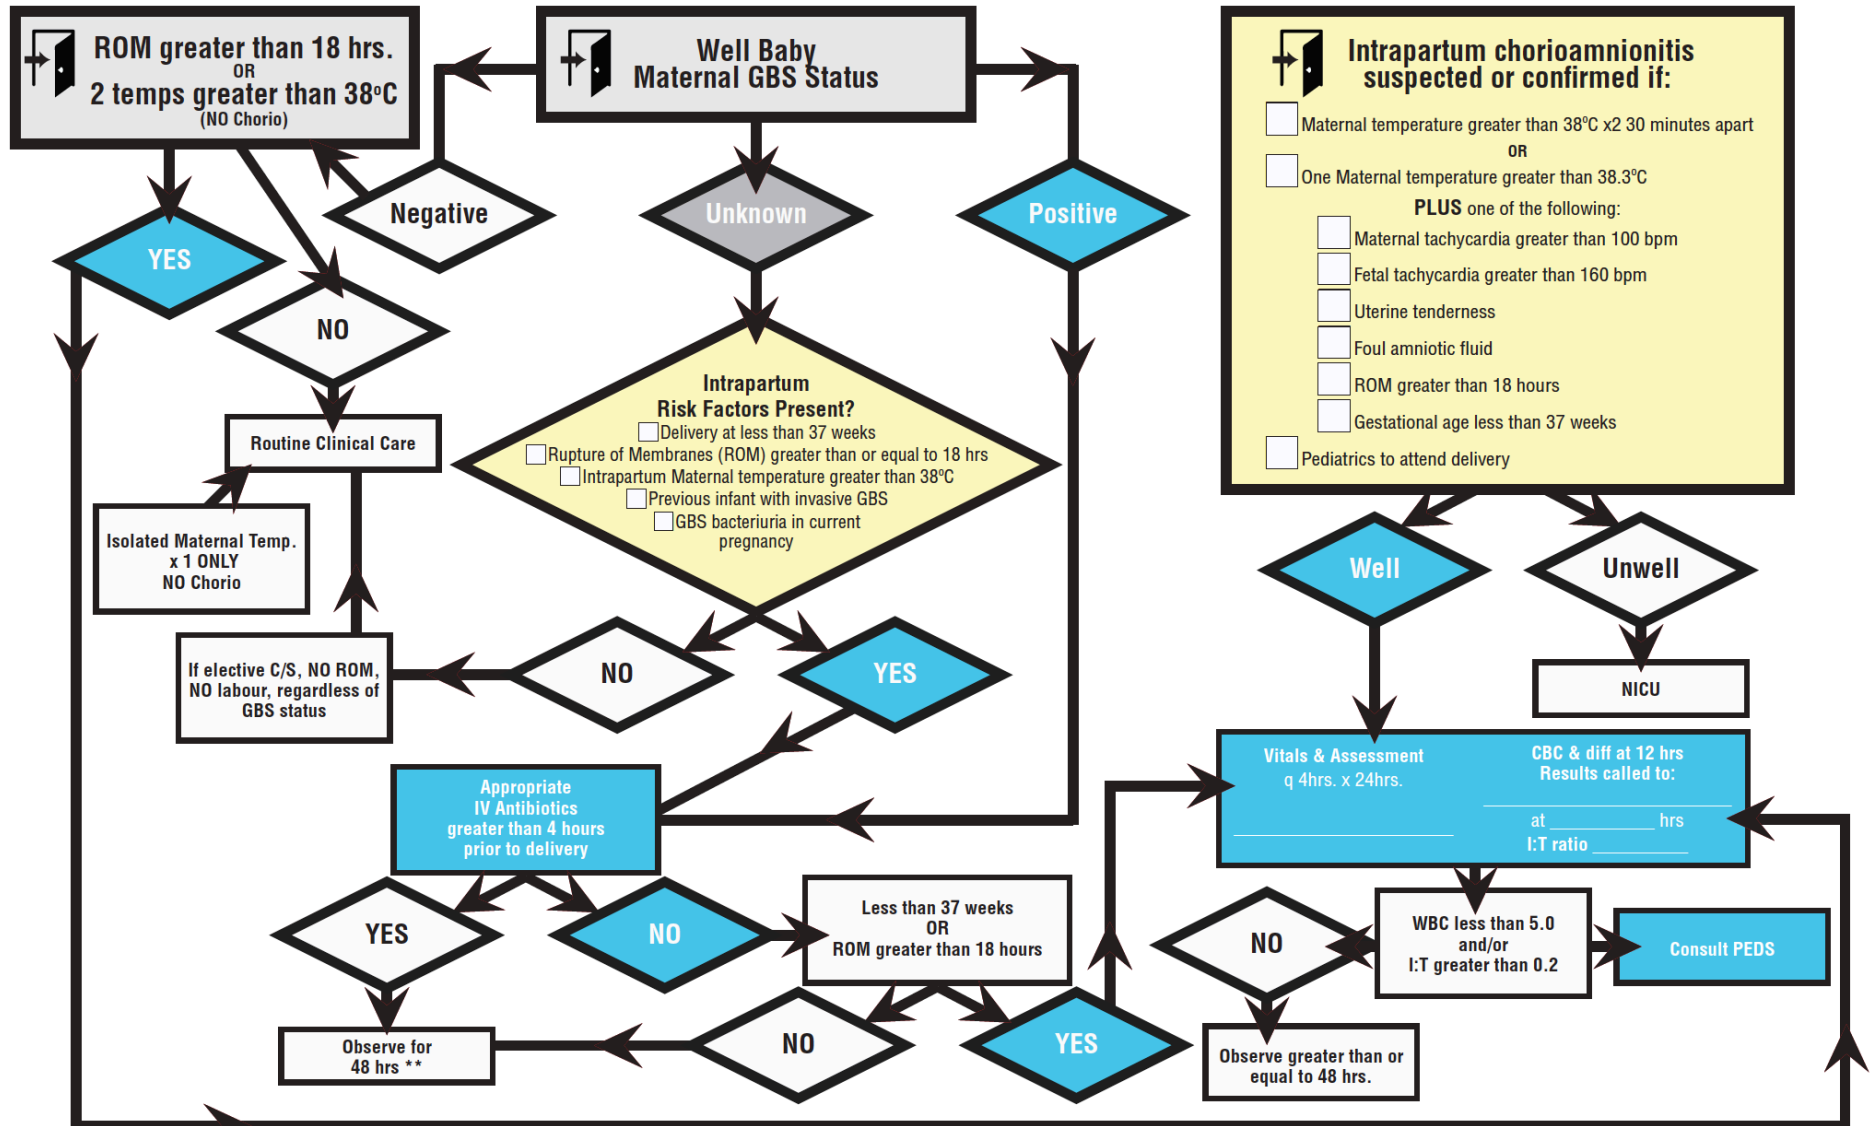 ROM greater than 18 hrs.
OR
2 temps greater than 38ºC
(NO Chorio)
Well Baby
Maternal GBS Status
Negative
Unknown
Positive
YES
NO
Routine Clinical Care
Isolated Maternal Temp.
x 1 ONLY
NO Chorio
If elective C/S, NO ROM,
NO labour, regardless of
GBS status
Intrapartum
Risk Factors Present?
Delivery at less than 37 weeks
Rupture of Membranes (ROM) greater than or equal to 18 hrs
Intrapartum Maternal temperature greater than 38ºC
Previous infant with invasive GBS
GBS bacteriuria in current
pregnancy
NO
YES
Appropriate
IV Antibiotics
greater than 4 hours
prior to delivery
YES
NO
Less than 37 weeks
OR
ROM greater than 18 hours
Observe for
48 hrs **
NO
YES
Intrapartum chorioamnionitis
suspected or confirmed if:
Maternal temperature greater than 38ºC x2 30 minutes apart
OR
One Maternal temperature greater than 38.3ºC
PLUS one of the following:
Maternal tachycardia greater than 100 bpm
Fetal tachycardia greater than 160 bpm
Uterine tenderness
Foul amniotic fluid
ROM greater than 18 hours
Gestational age less than 37 weeks
Pediatrics to attend delivery
Well
Unwell
NICU
Vitals & Assessment
q 4hrs. x 24hrs.
CBC & diff at 12 hrs
Results called to:
at ____________ hrs
I:T ratio ___________
WBC less than 5.0
and/or
I:T greater than 0.2
NO
Consult PEDS
Observe greater than or
equal to 48 hrs.